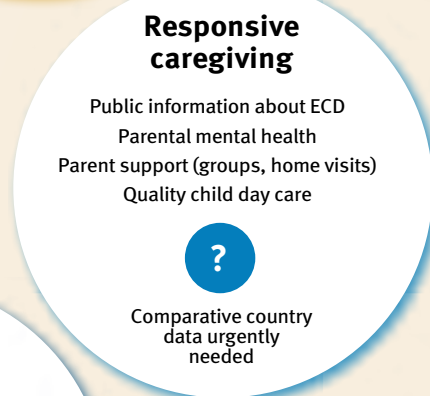 Responsive
caregiving
Public information about ECD
Parental mental health
Parent support (groups, home visits)
Quality child day care
?
Comparative country
data urgently
needed